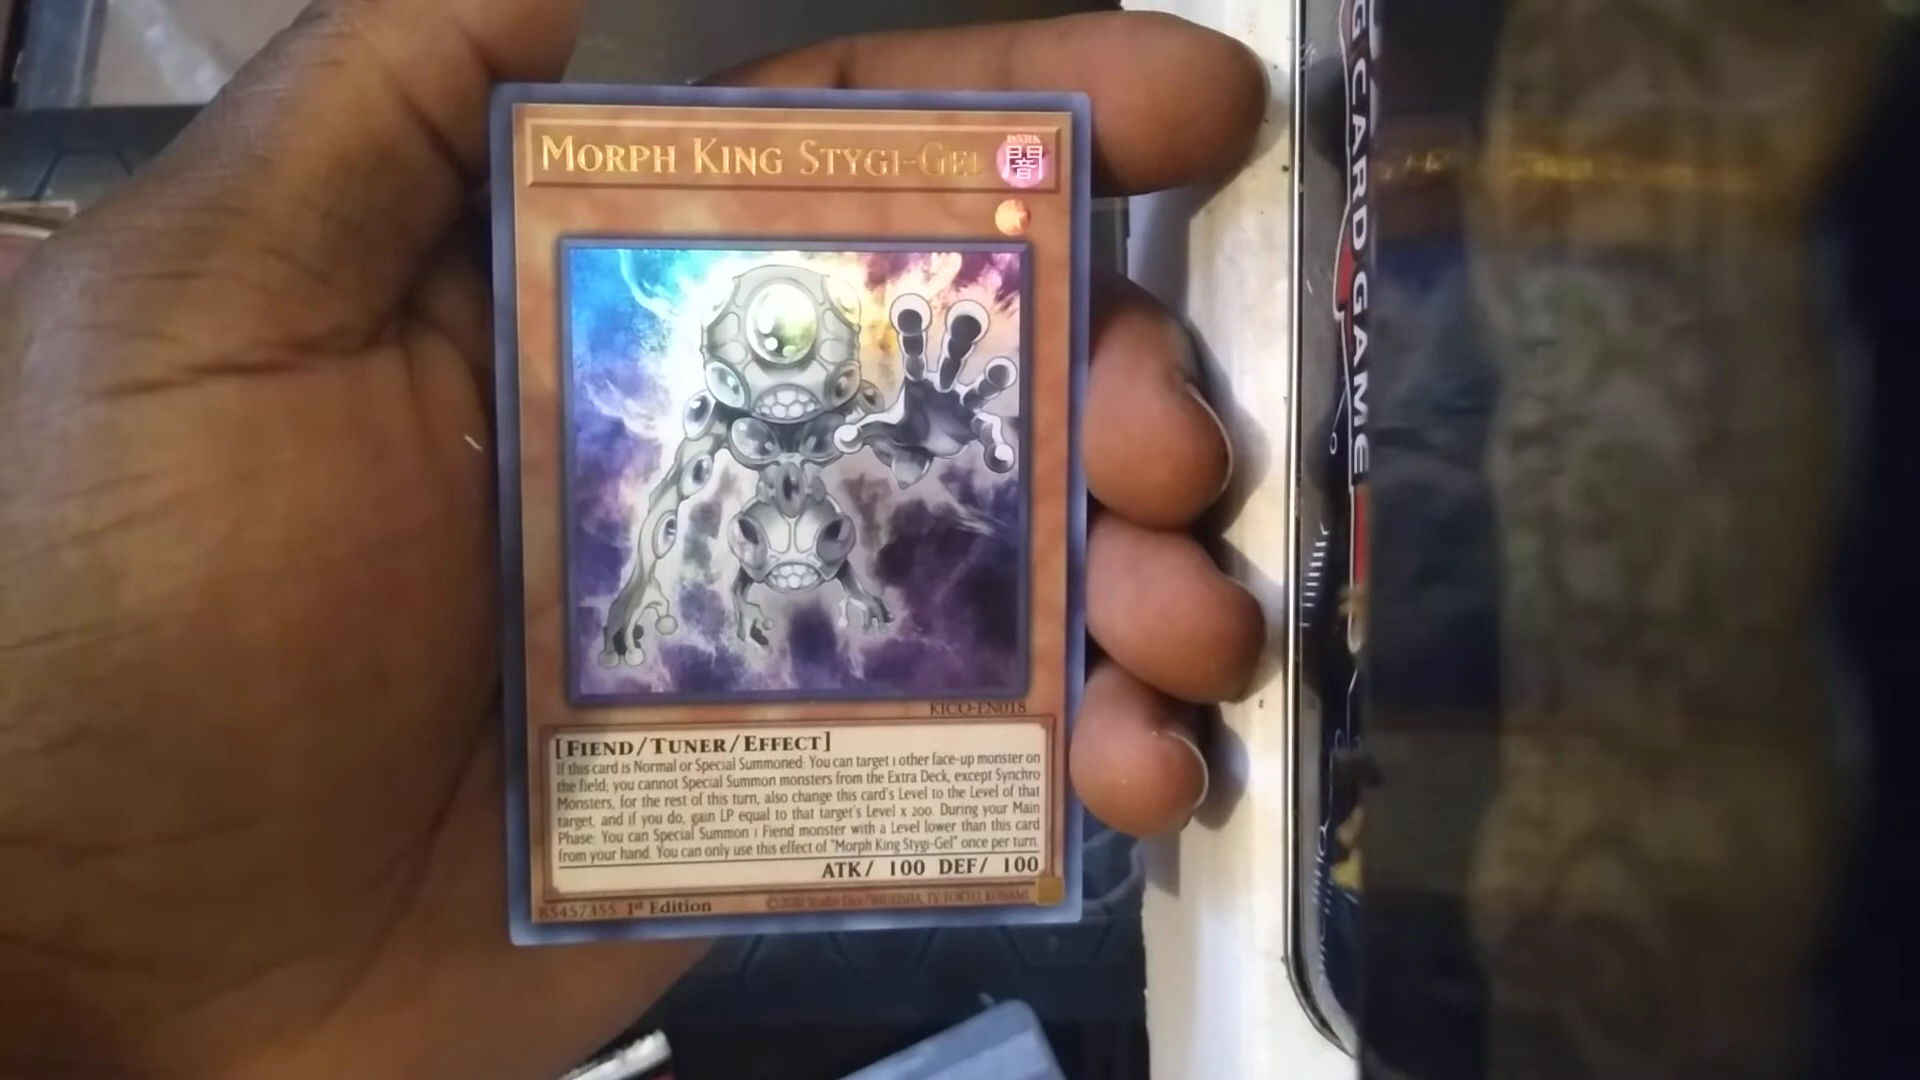 MORPH KING STYGI-GEL
DARK
闇
KICO-EN018
[FIEND/TUNER/EFFECT]
If this card is Normal or Special Summoned: You can target 1 other face-up monster on
the field; you cannot Special Summon monsters from the Extra Deck, except Synchro
Monsters, for the rest of this turn, also change this card's Level to the Level of that
target, and if you do, gain LP equal to that target's Level x 200. During your Main
Phase: You can Special Summon 1 Fiend monster with a Level lower than this card
from your hand. You can only use this effect of "Morph King Stygi-Gel" once per turn.
ATK/ 100 DEF/ 100
85457355 1st Edition
©2020 Studio Dice/SHUEISHA, TV TOKYO, KONAMI
G CARD GAME